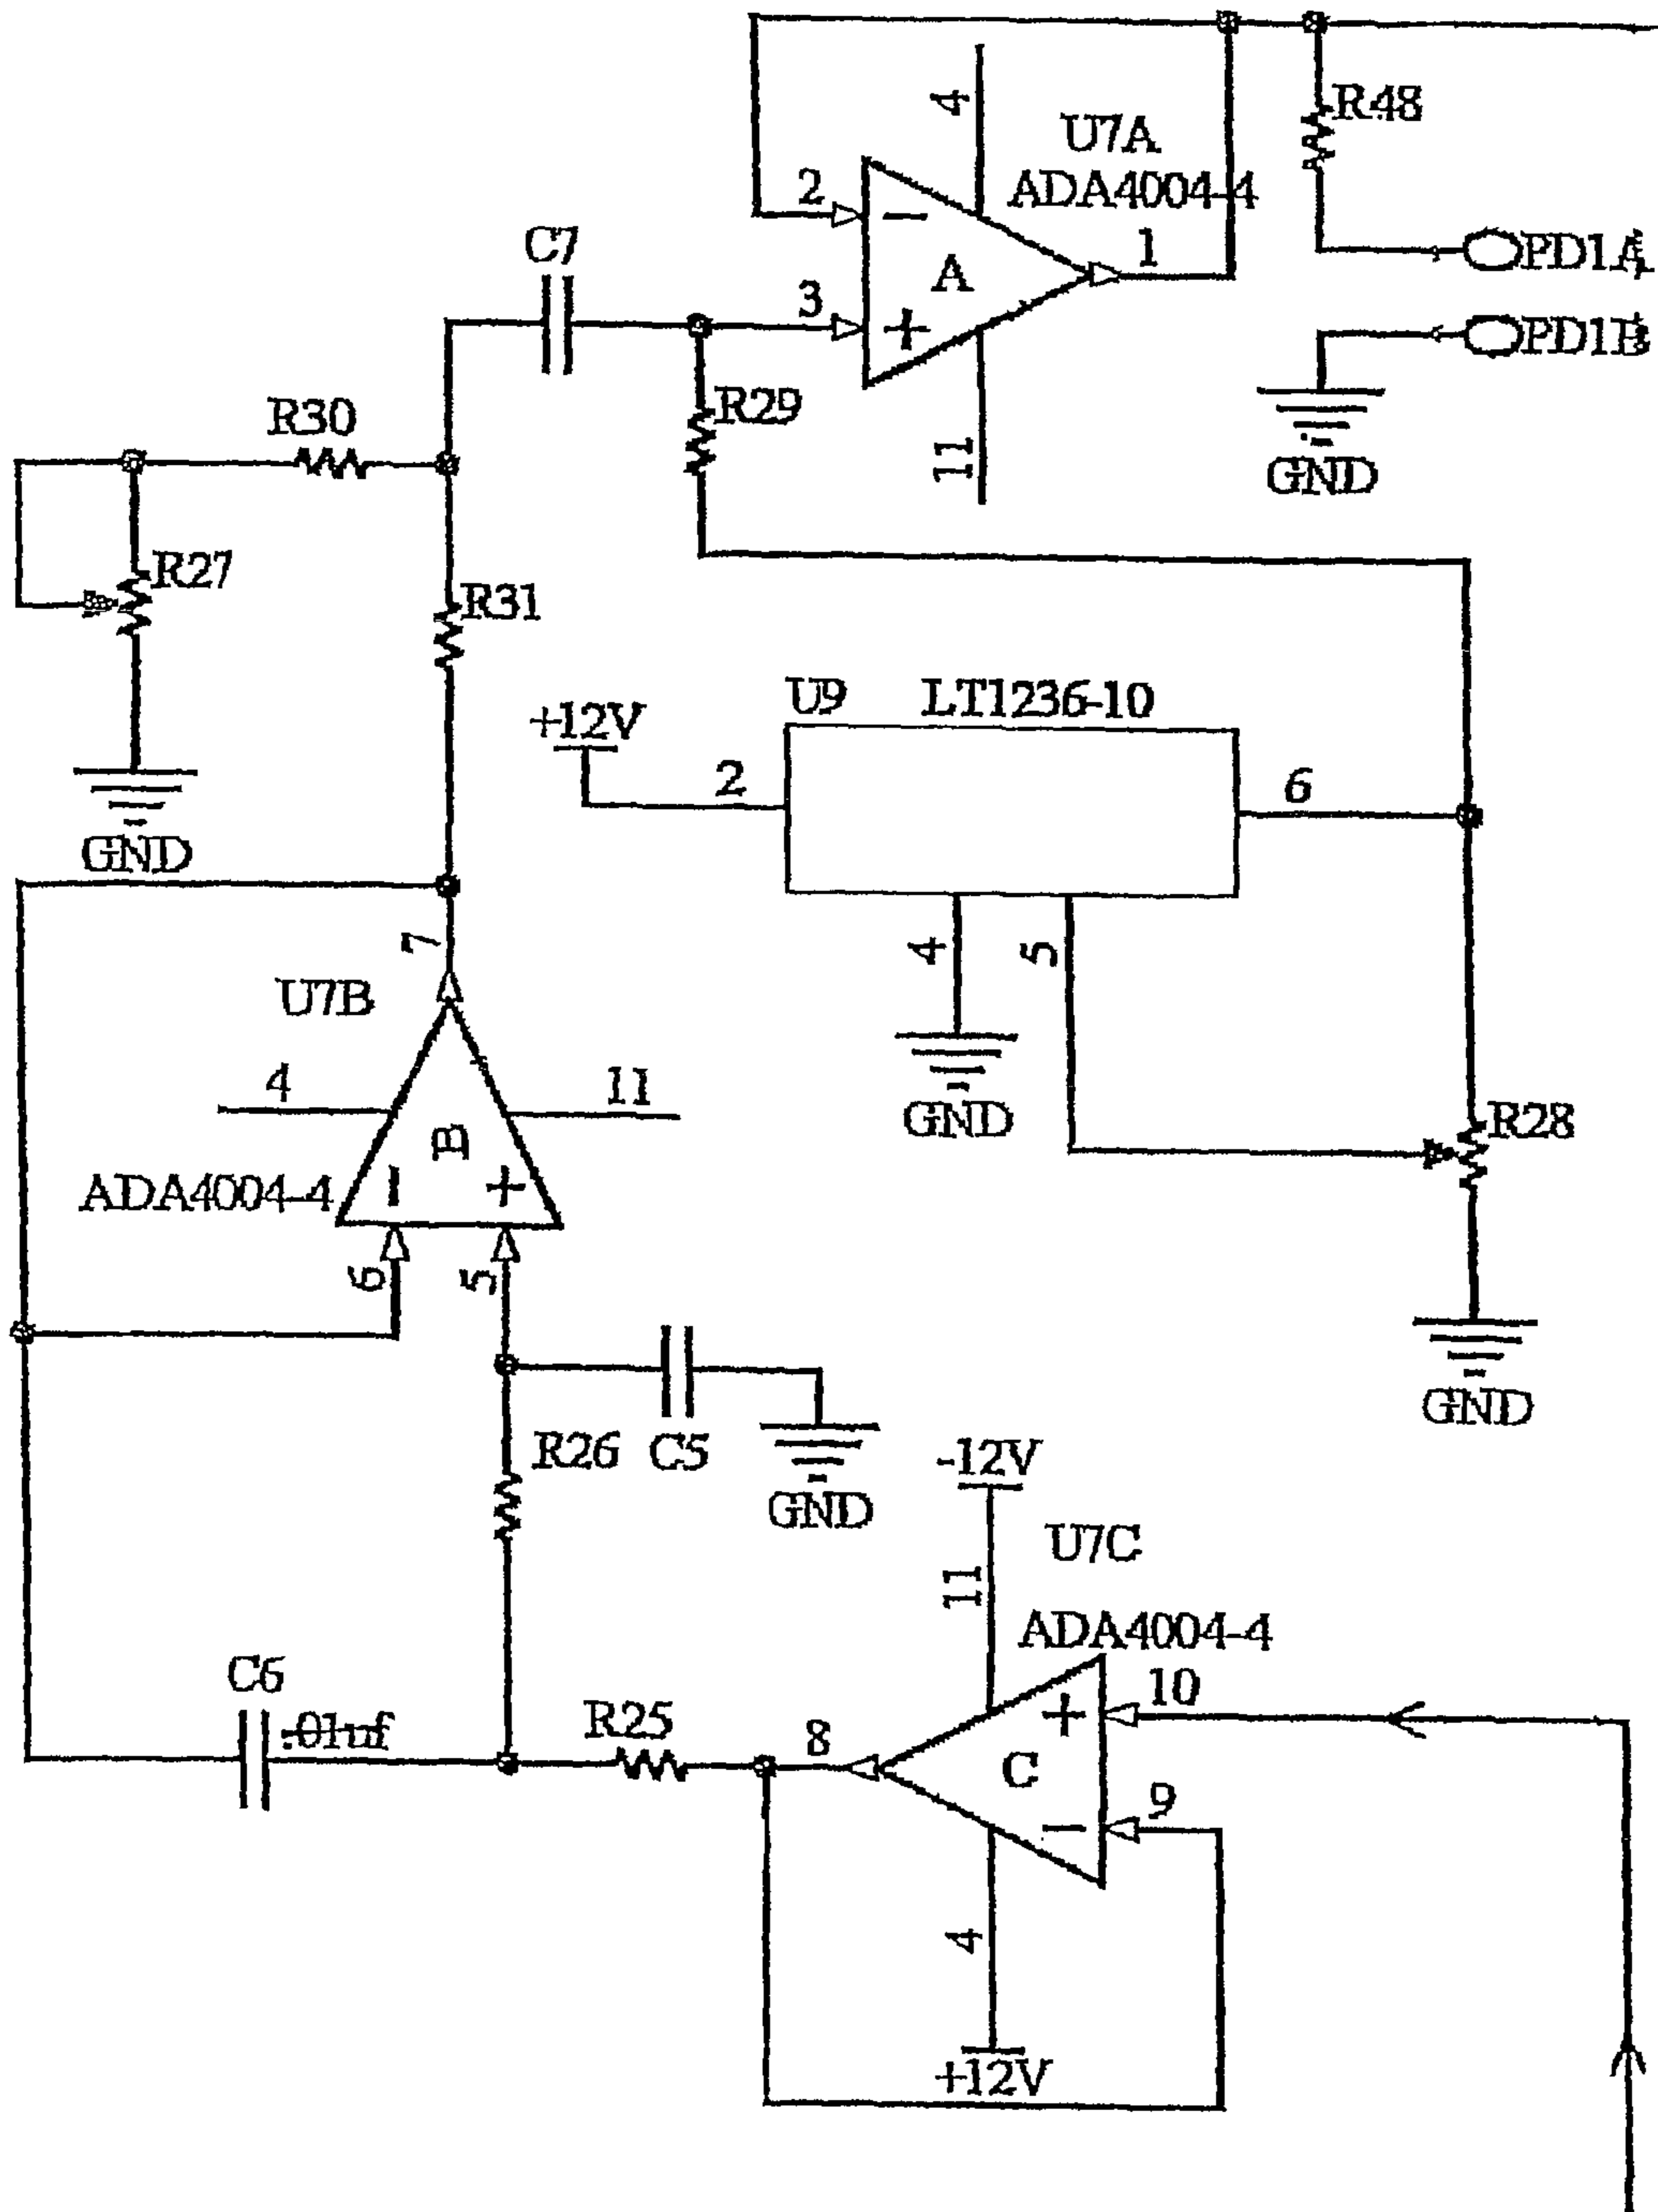 R48
4
U7A
ADA4004-4
2
1
PD1A
C7
A
3
PD1B
R29
R30
11
GND
R27
R31
U9 LT1236-10
+12V
2
6
GND
7
4
5
U7B
4
11
GND
R28
B
ADA4004-4
6
5
GND
R26
C5
-12V
GND
U7C
11
ADA4004-4
C6
10
.01uf
R25
8
C
9
4
+12V